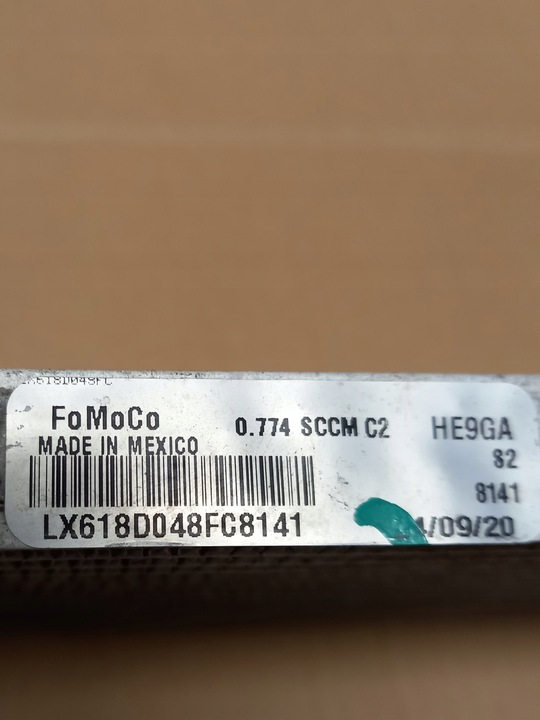 LX618D048FC
FoMoCo 0.774 SCCM C2 HE9GA
MADE IN MEXICO 82
8141
LX618D048FC8141 /09/20